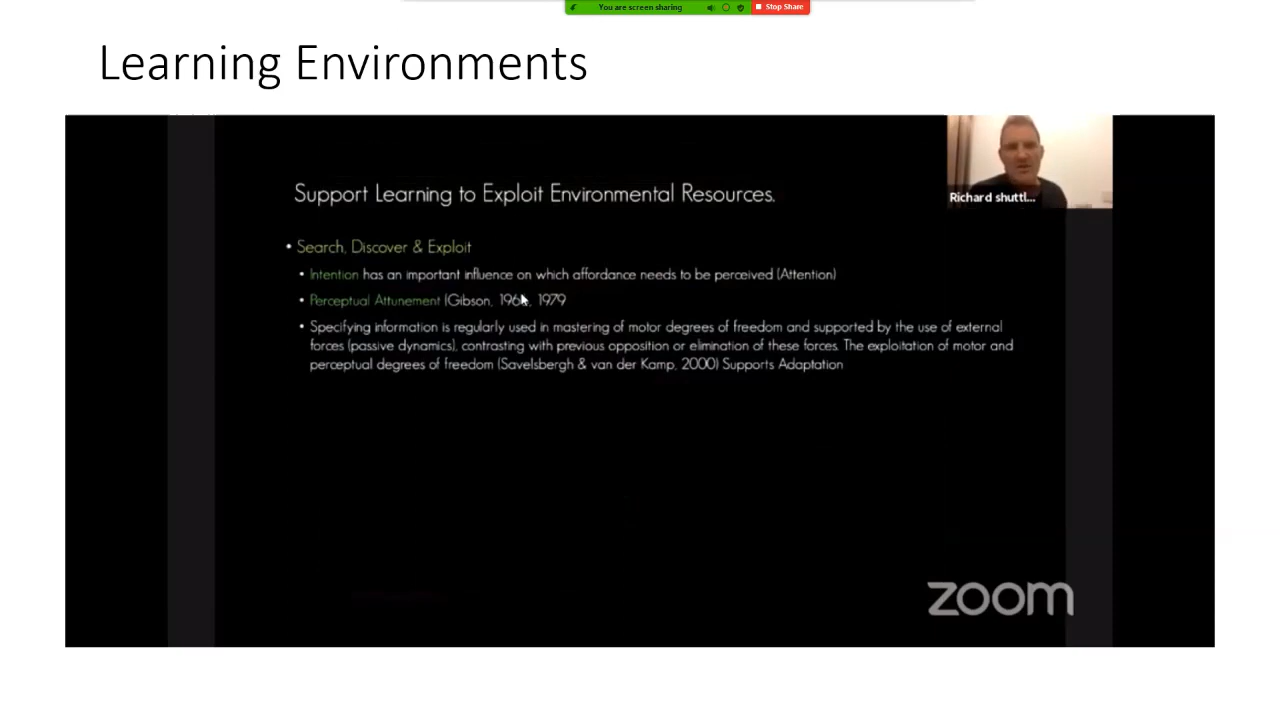 You are screen sharing
Stop Share
Learning Environments
Support Learning to Exploit Environmental Resources.
Richard shuttl...
• Search, Discover & Exploit
• Intention has an important influence on which affordance needs to be perceived (Attention)
• Perceptual Attunement (Gibson, 1979
• Specifying information is regularly used in mastering of motor degrees of freedom and supported by the use of external
forces (passive dynamics), contrasting with previous opposition or elimination of these forces. The exploitation of motor and
perceptual degrees of freedom (Savelsbergh & van der Kamp, 2000) Supports Adaptation
zoom